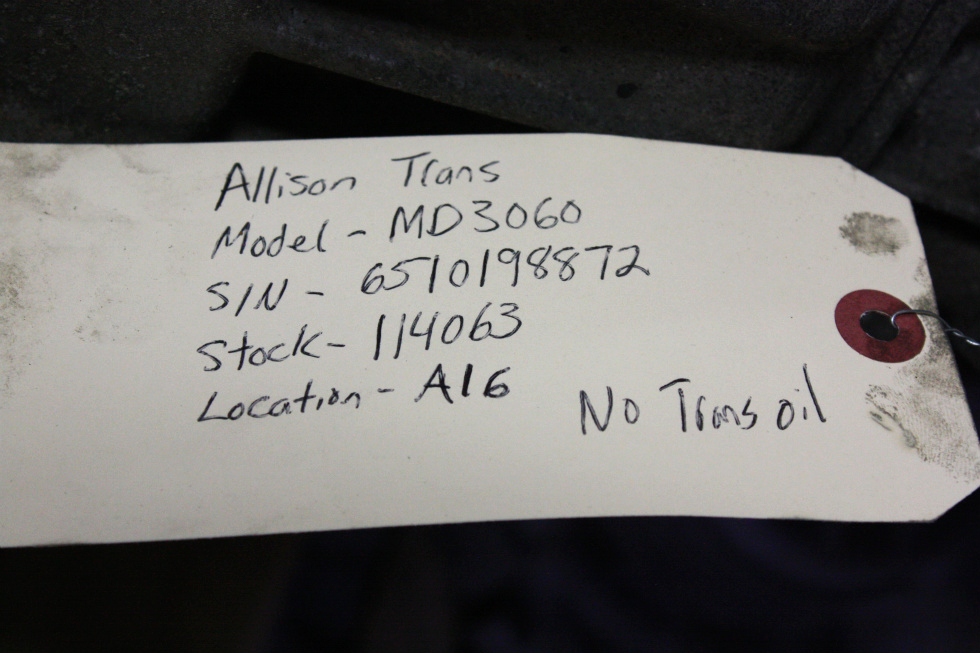 Allison Trans
Model - MD3060
S/N - 6510198872
Stock - 114063
Location - A16
No Trans oil